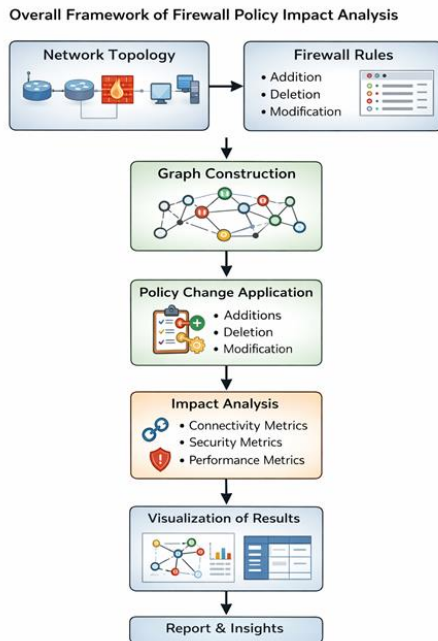 Overall Framework of Firewall Policy Impact Analysis
Network Topology
Firewall Rules
• Addition
• Deletion
• Modification
Graph Construction
Policy Change Application
• Additions
• Deletion
• Modification
Impact Analysis
• Connectivity Metrics
• Security Metrics
• Performance Metrics
Visualization of Results
Report & Insights